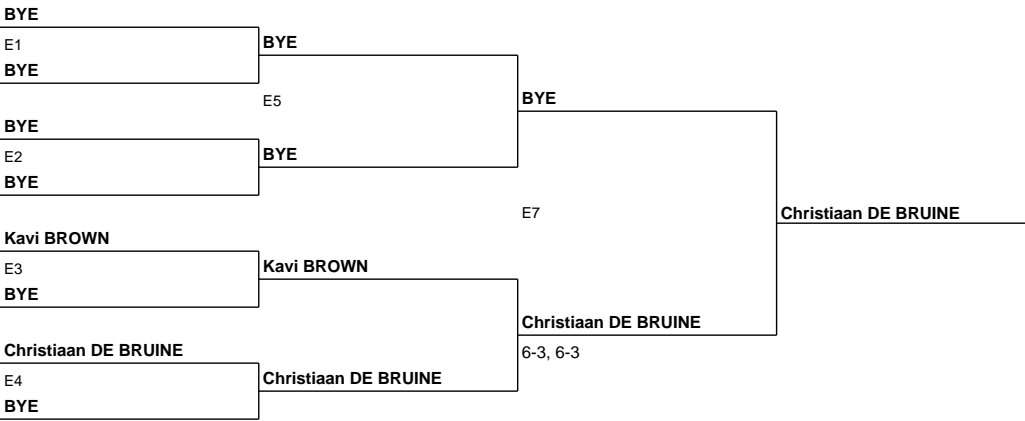 BYE
E1
BYE
BYE
E5
BYE
BYE
E2
BYE
BYE
E7
Christiaan DE BRUINE
Kavi BROWN
E3
Kavi BROWN
BYE
Christiaan DE BRUINE
6-3, 6-3
Christiaan DE BRUINE
E4
Christiaan DE BRUINE
BYE